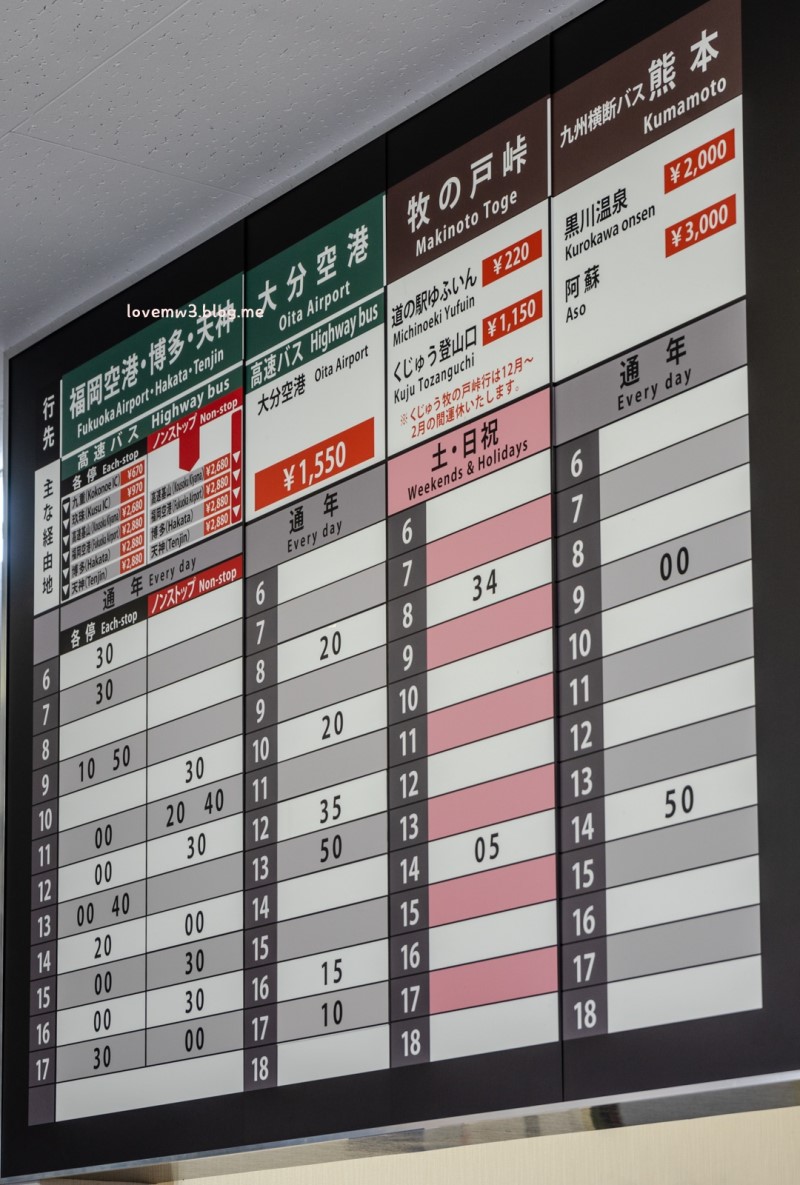 lovemw3.blog.me
行先
主な経由地
福岡空港・博多・天神
Fukuoka Airport・Hakata・Tenjin
高速バス Highway bus
各停 Each-stop
九重(Kokonoe IC) ¥670
玖珠(Kusu IC) ¥970
¥2,680
¥2,880
博多(Hakata) ¥2,880
天神(Tenjin) ¥2,880
ノンストップ Non-stop
¥2,680
¥2,880
博多(Hakata) ¥2,880
天神(Tenjin) ¥2,880
通年 Every day
各停 Each-stop ノンストップ Non-stop
6 30
7 30
8
9 10 50 30
10 20 40
11 00 30
12 00
13 00 40 00
14 20 30
15 00 30
16 00 00
17 30
大分空港
Oita Airport
高速バス Highway bus
大分空港 Oita Airport
¥1,550
通年
Every day
6
7
8 20
9
10 20
11
12 35
13 50
14
15
16 15
17 10
18
牧の戸峠
Makinoto Toge
道の駅ゆふいん ¥220
Michinoeki Yufuin
くじゅう登山口 ¥1,150
Kuju Tozanguchi
※くじゅう牧の戸峠行は12月〜
2月の間運休いたします。
土・日祝
Weekends & Holidays
6
7
8 34
9
10
11
12
13
14 05
15
16
17
18
九州横断バス 熊本
Kumamoto
黒川温泉 ¥2,000
Kurokawa onsen
阿蘇 ¥3,000
Aso
通年
Every day
6
7
8
9 00
10
11
12
13
14 50
15
16
17
18